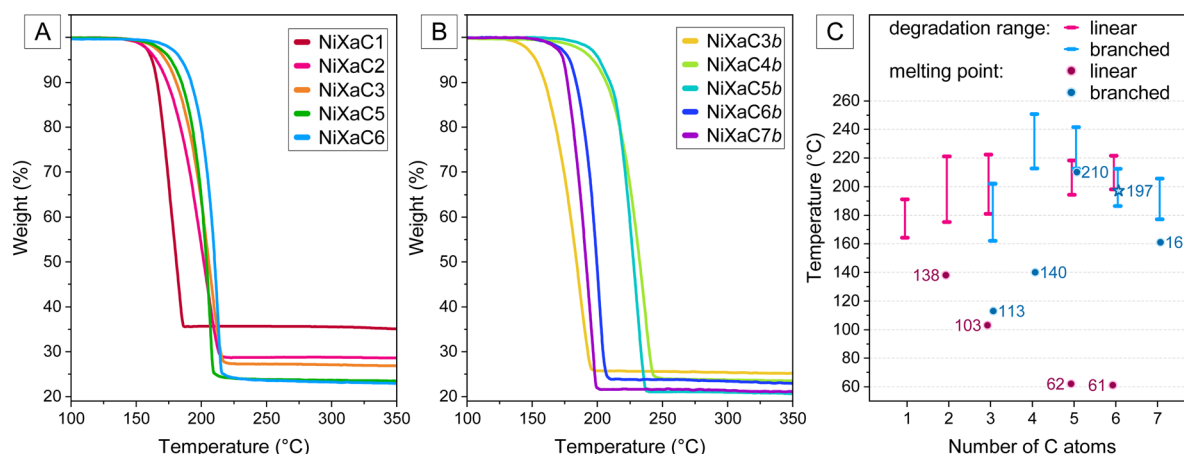 A
NiXaC1
NiXaC2
NiXaC3
NiXaC5
NiXaC6
90
80
70
60
50
40
30
20
100
150
200
250
300
350
Weight (%)
Temperature (°C)
B
NiXaC3b
NiXaC4b
NiXaC5b
NiXaC6b
NiXaC7b
90
80
70
60
50
40
30
20
100
150
200
250
300
350
Weight (%)
Temperature (°C)
C
degradation range:
linear
branched
melting point:
linear
branched
260
240
220
200
180
160
140
120
100
80
60
Temperature (°C)
138
103
113
140
62
210
61
197
1
2
3
4
5
6
7
Number of C atoms